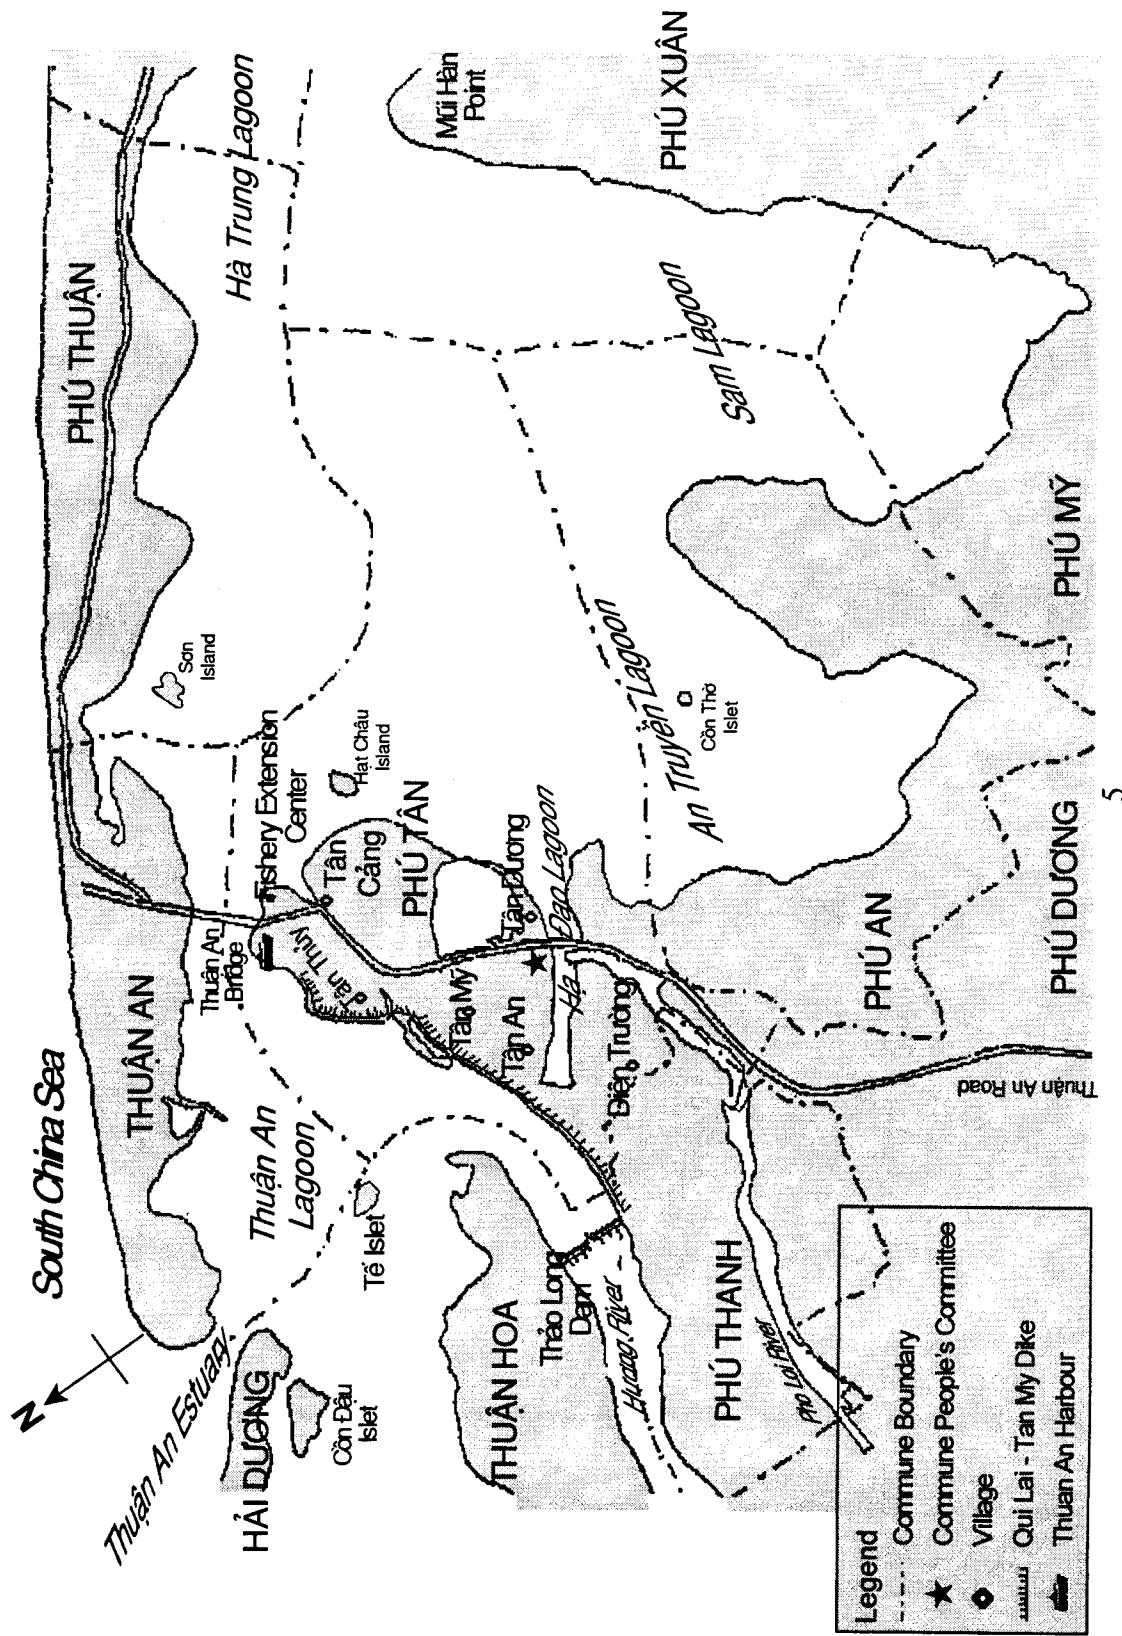 South China Sea
N
Thuận An Estuary
HẢI DƯƠNG
Cồn Đậu
Islet
THUẬN AN
Thuận An
Lagoon
Tề Islet
Thuận An
Bridge
PHÚ THUẬN
Hà Trung Lagoon
Mũi Hàn
Point
PHÚ XUÂN
Sơn
Island
Fishery Extension
Center
Hạt Châu
Island
Tân
Cảng
PHÚ TÂN
Tân Thủy
Tân Mỹ
Tân An
Tân Dương
Hà Đạo Lagoon
Diên Trường
An Truyền Lagoon
Cồn Thờ
Islet
Sam Lagoon
PHÚ MỸ
PHÚ DƯƠNG
PHÚ AN
Thuận An Road
THUẬN HOA
Thảo Long
Dam
Hương River
PHÚ THANH
Pho Loi River
Legend
Commune Boundary
Commune People's Committee
Village
Qui Lai - Tan My Dike
Thuan An Harbour
5